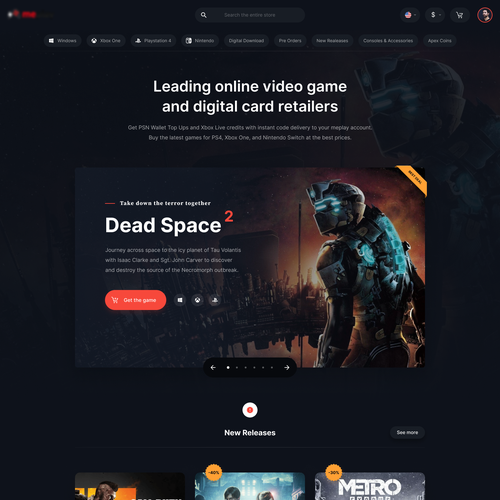 me
Search the entire store
$
Windows
Xbox One
Playstation 4
Nintendo
Digital Download
Pre Orders
New Realeases
Consoles & Accessories
Apex Coins
Leading online video game
and digital card retailers
Get PSN Wallet Top Ups and Xbox Live credits with instant code delivery to your meplay account.
Buy the latest games for PS4, Xbox One, and Nintendo Switch at the best prices.
Take down the terror together
Dead Space 2
Journey across space to the icy planet of Tau Volantis
with Isaac Clarke and Sgt. John Carver to discover
and destroy the source of the Necromorph outbreak.
Get the game
New Releases
See more
-40%
-30%
METRO